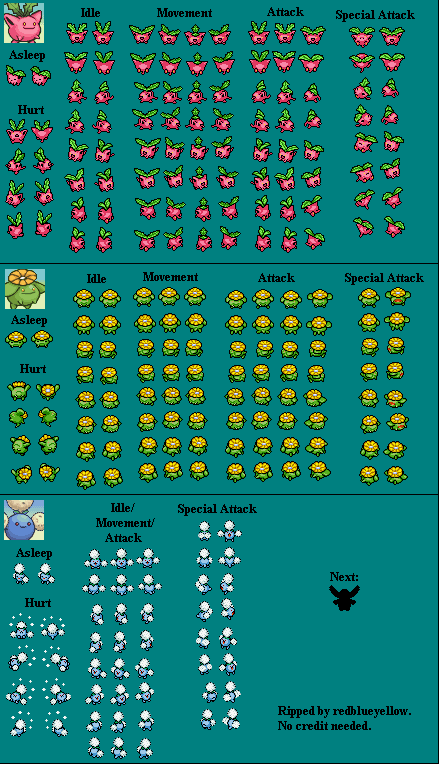 Idle
Movement
Attack
Special Attack
Asleep
Hurt
Idle
Movement
Attack
Special Attack
Asleep
Hurt
Idle/
Movement/
Attack
Special Attack
Asleep
Hurt
Next:
Ripped by redblueyellow.
No credit needed.